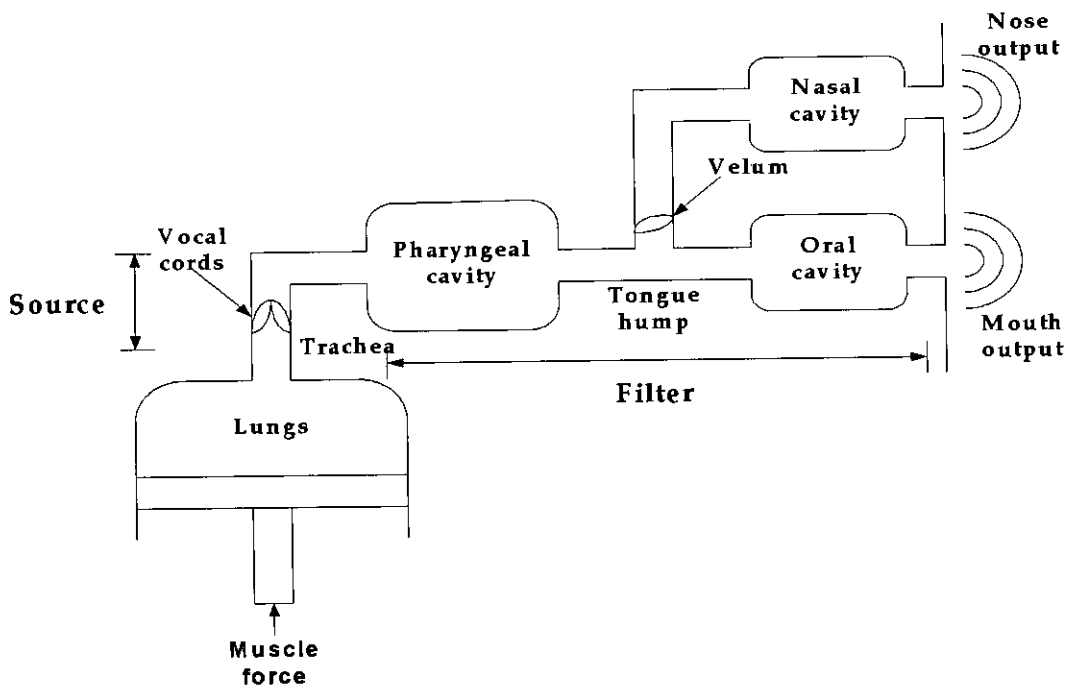 Nose
output
Nasal
cavity
Velum
Vocal
cords
Pharyngeal
cavity
Oral
cavity
Source
Tongue
hump
Mouth
output
Trachea
Filter
Lungs
Muscle
force